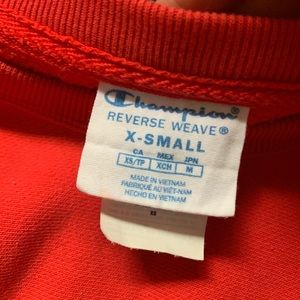 Champion®
REVERSE WEAVE®
X-SMALL
CA MEX JPN
XS/TP XCH M
MADE IN VIETNAM
FABRIQUÉ AU VIÊT-NAM
HECHO EN VIETNAM